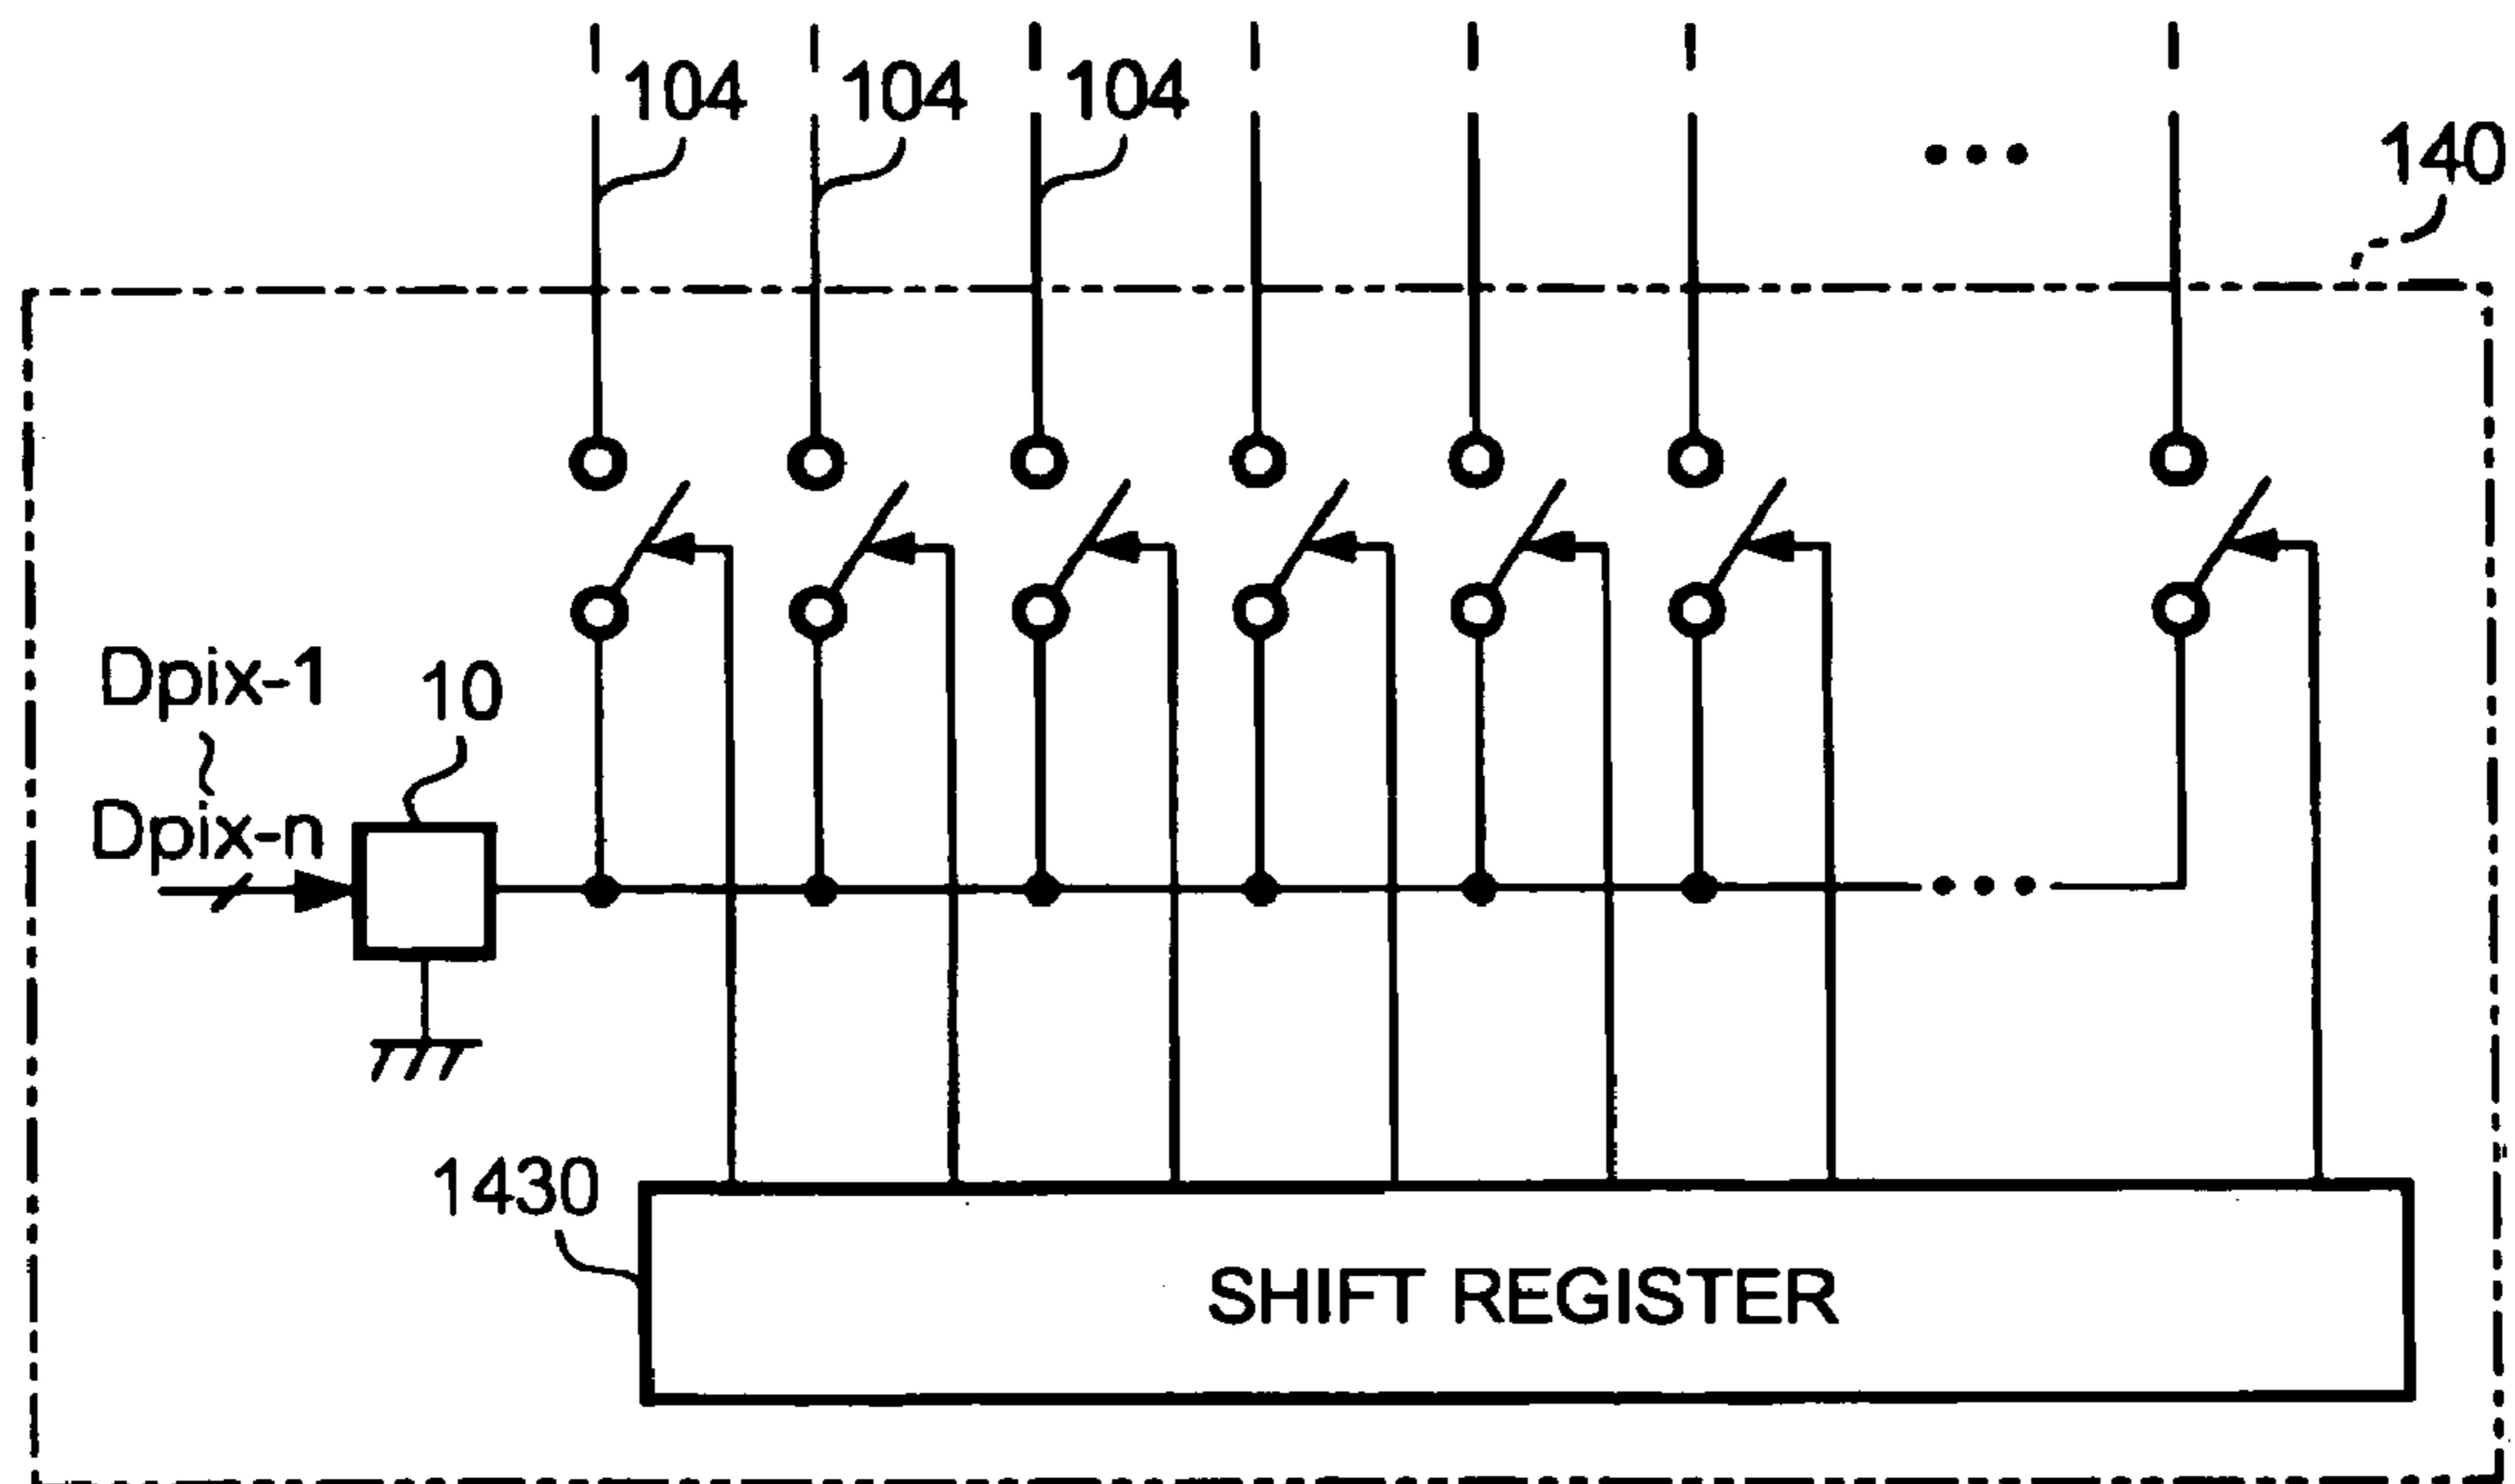 104 104 104
140
Dpix-1
10
Dpix-n
1430
SHIFT REGISTER